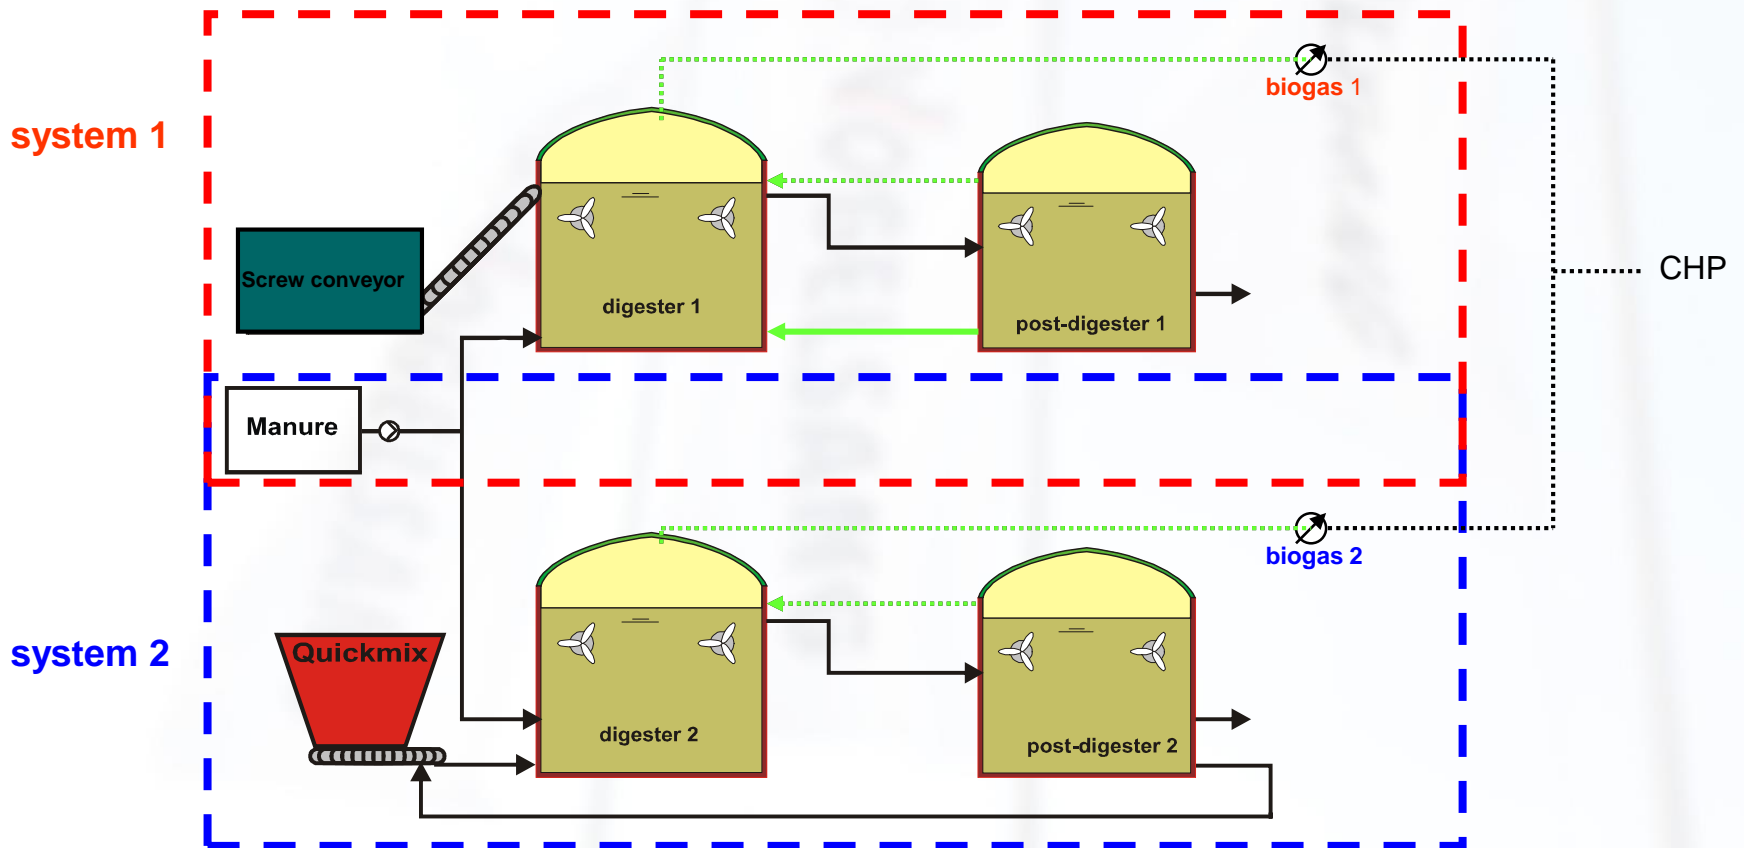 biogas 1
system 1
CHP
Screw conveyor
digester 1
post-digester 1
Manure
biogas 2
system 2
Quickmix
digester 2
post-digester 2